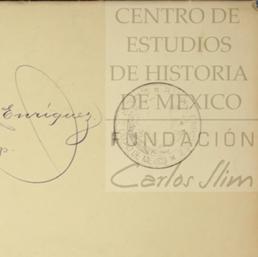 CENTRO DE
ESTUDIOS
DE HISTORIA
DE MEXICO
Enríquez
FUNDACIÓN
Carlos Slim